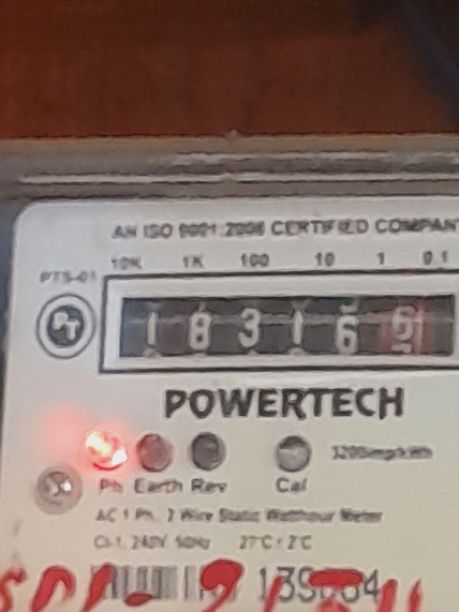 AN ISO 9001:2008 CERTIFIED COMPANY
10K 1K 100 10 1 0.1
PTS-01
PT
1 8 3 1 6 6
POWERTECH
3200imp/kWh
Ph Earth Rev Cal
AC 1 Ph. 2 Wire Static Watthour Meter
Cl-1, 240V, 50Hz 27°C±2°C